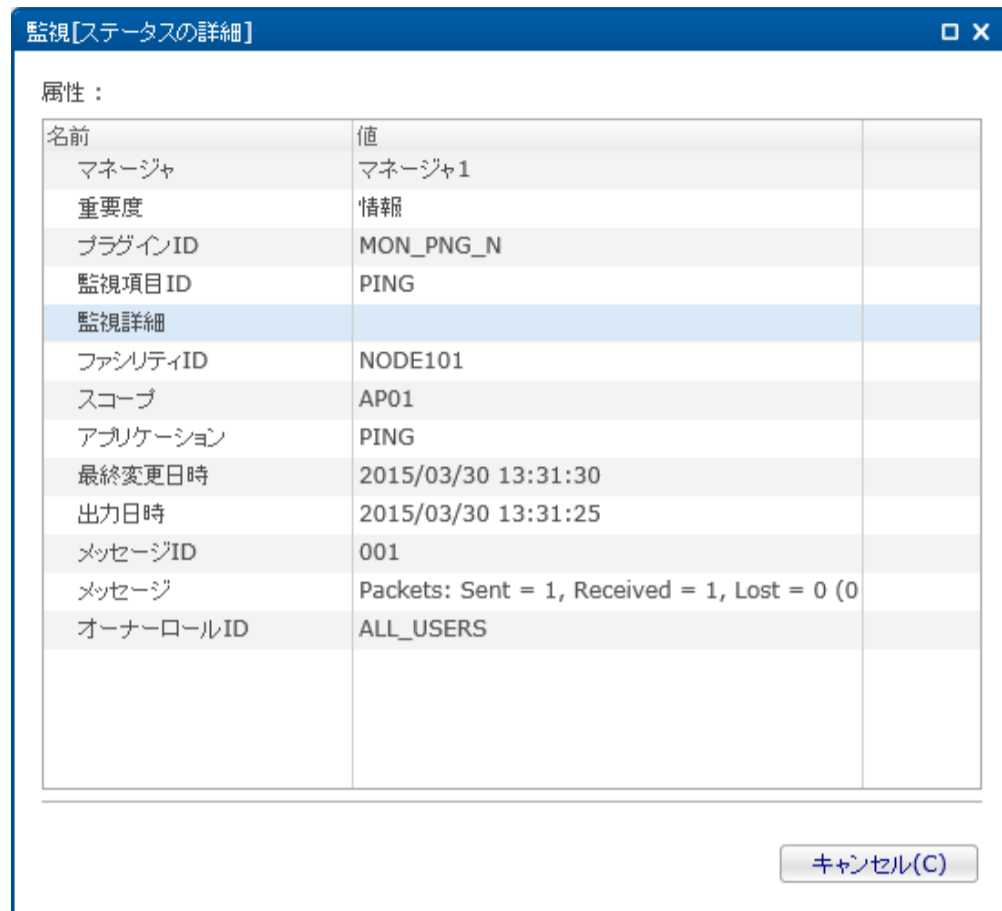 監視[ステータスの詳細]
属性：
名前 値
マネージャ マネージャ1
重要度 情報
プラグインID MON_PNG_N
監視項目ID PING
監視詳細
ファシリティID NODE101
スコープ AP01
アプリケーション PING
最終変更日時 2015/03/30 13:31:30
出力日時 2015/03/30 13:31:25
メッセージID 001
メッセージ Packets: Sent = 1, Received = 1, Lost = 0 (0
オーナーロールID ALL_USERS
キャンセル(C)